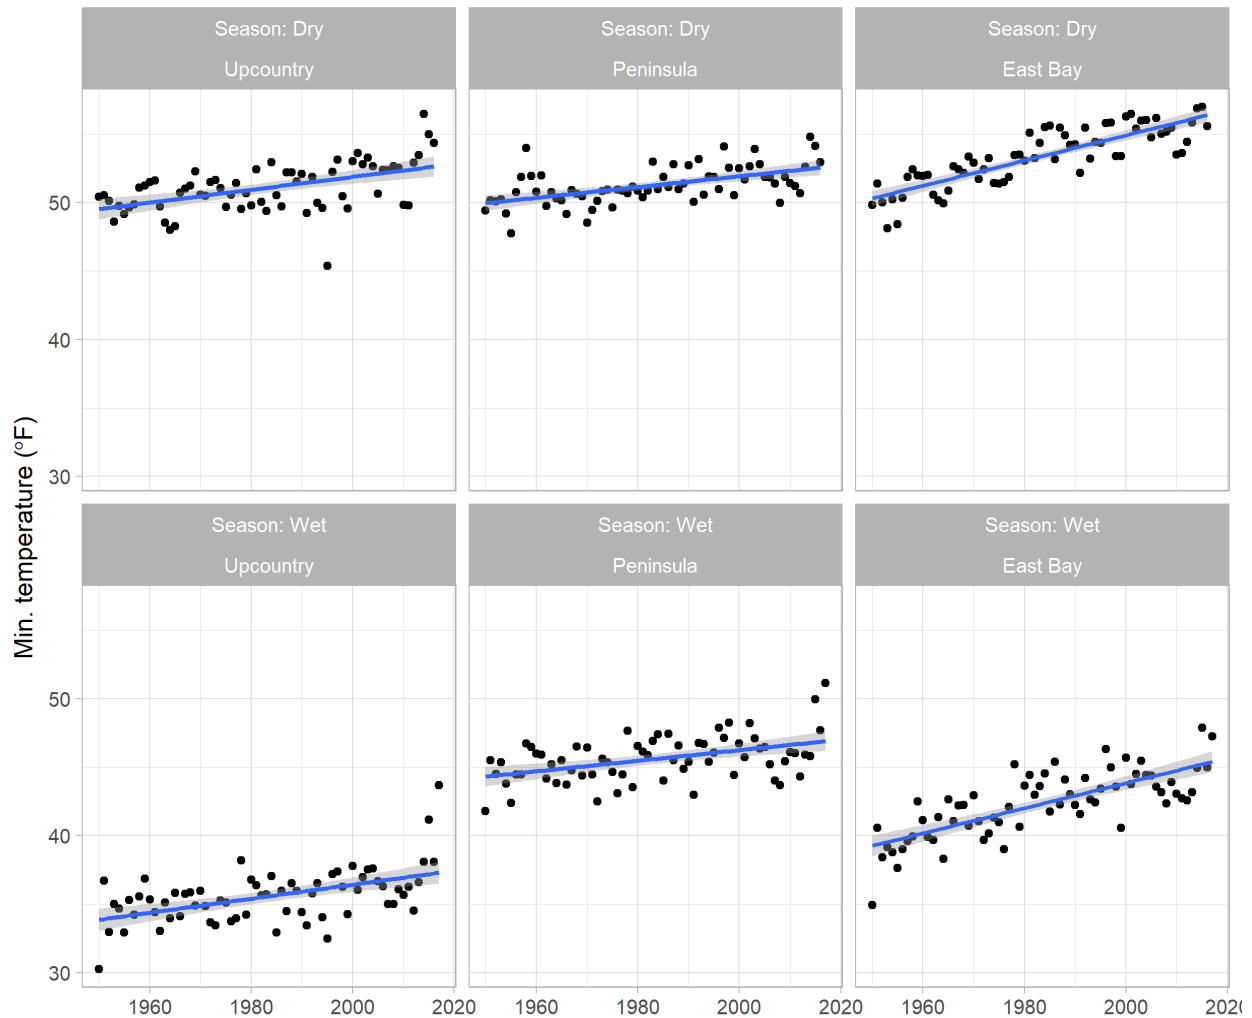 Season: Dry
Upcountry
Season: Dry
Peninsula
Season: Dry
East Bay
50
40
30
Min. temperature (°F)
Season: Wet
Upcountry
Season: Wet
Peninsula
Season: Wet
East Bay
50
40
30
1960 1980 2000 2020
1960 1980 2000 2020
1960 1980 2000 202